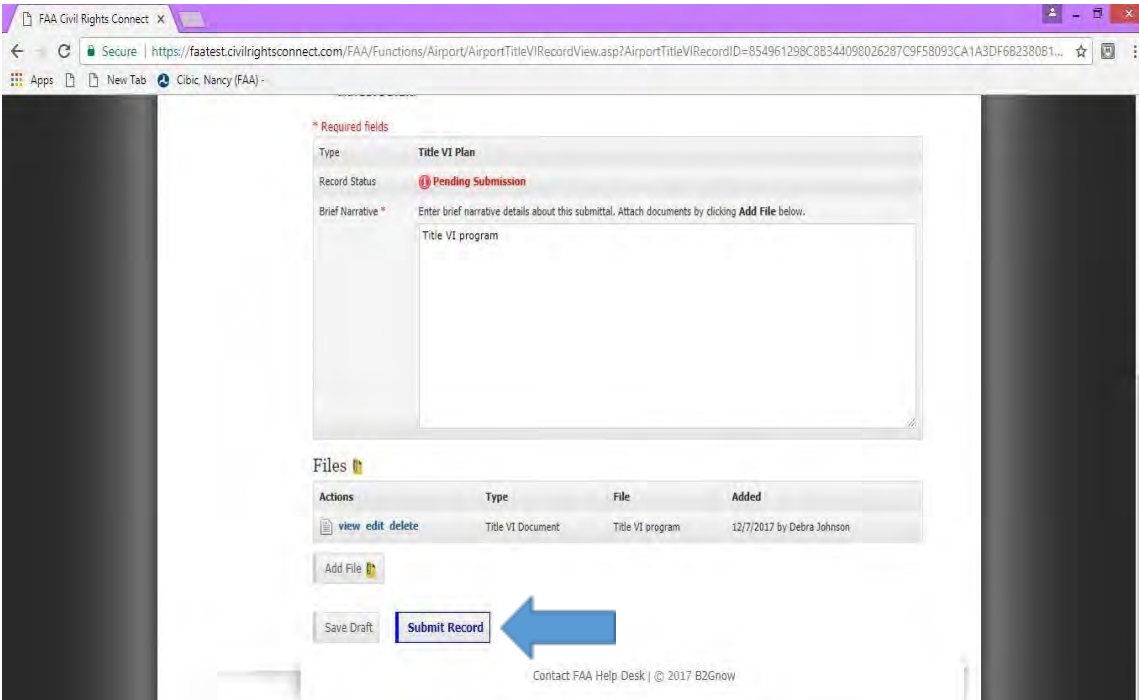 FAA Civil Rights Connect
Secure | https://faatest.civilrightsconnect.com/FAA/Functions/Airport/AirportTitleVIRecordView.asp?AirportTitleVIRecordID=854961298C8B344098026287C9F58093CA1A3DF6B2380B1...
Apps New Tab Cibic, Nancy (FAA) -
* Required fields
Type Title VI Plan
Record Status Pending Submission
Brief Narrative * Enter brief narrative details about this submittal. Attach documents by clicking Add File below.
Title VI program
Files
Actions Type File Added
view edit delete Title VI Document Title VI program 12/7/2017 by Debra Johnson
Add File
Save Draft Submit Record
Contact FAA Help Desk | © 2017 B2Gnow